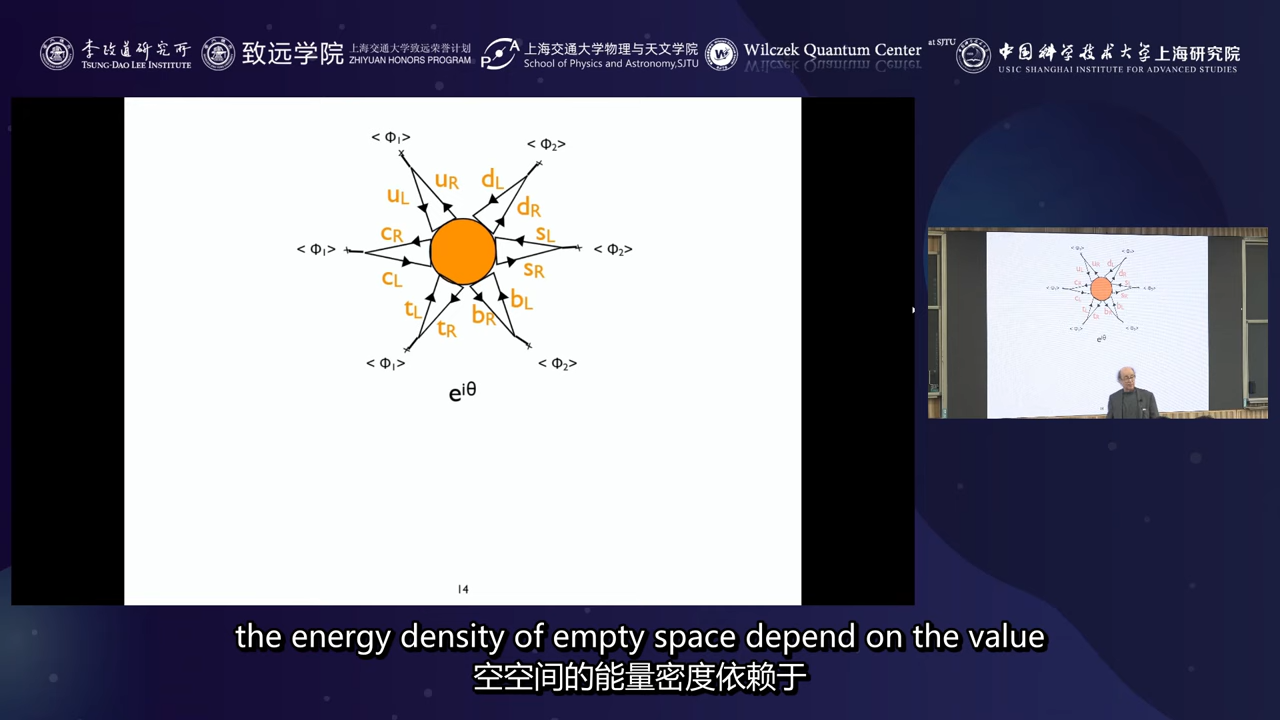 李政道研究所
TSUNG-DAO LEE INSTITUTE
致远学院
上海交通大学致远荣誉计划
ZHIYUAN HONORS PROGRAM
上海交通大学物理与天文学院
School of Physics and Astronomy,SJTU
Wilczek Quantum Center
at SJTU
中国科学技术大学上海研究院
USTC SHANGHAI INSTITUTE FOR ADVANCED STUDIES
< Φ1>
< Φ2>
uL
uR
dL
dR
< Φ1>
cR
cL
sL
sR
< Φ2>
tL
tR
bR
bL
< Φ1>
< Φ2>
e^iθ
14
the energy density of empty space depend on the value
空空间的能量密度依赖于